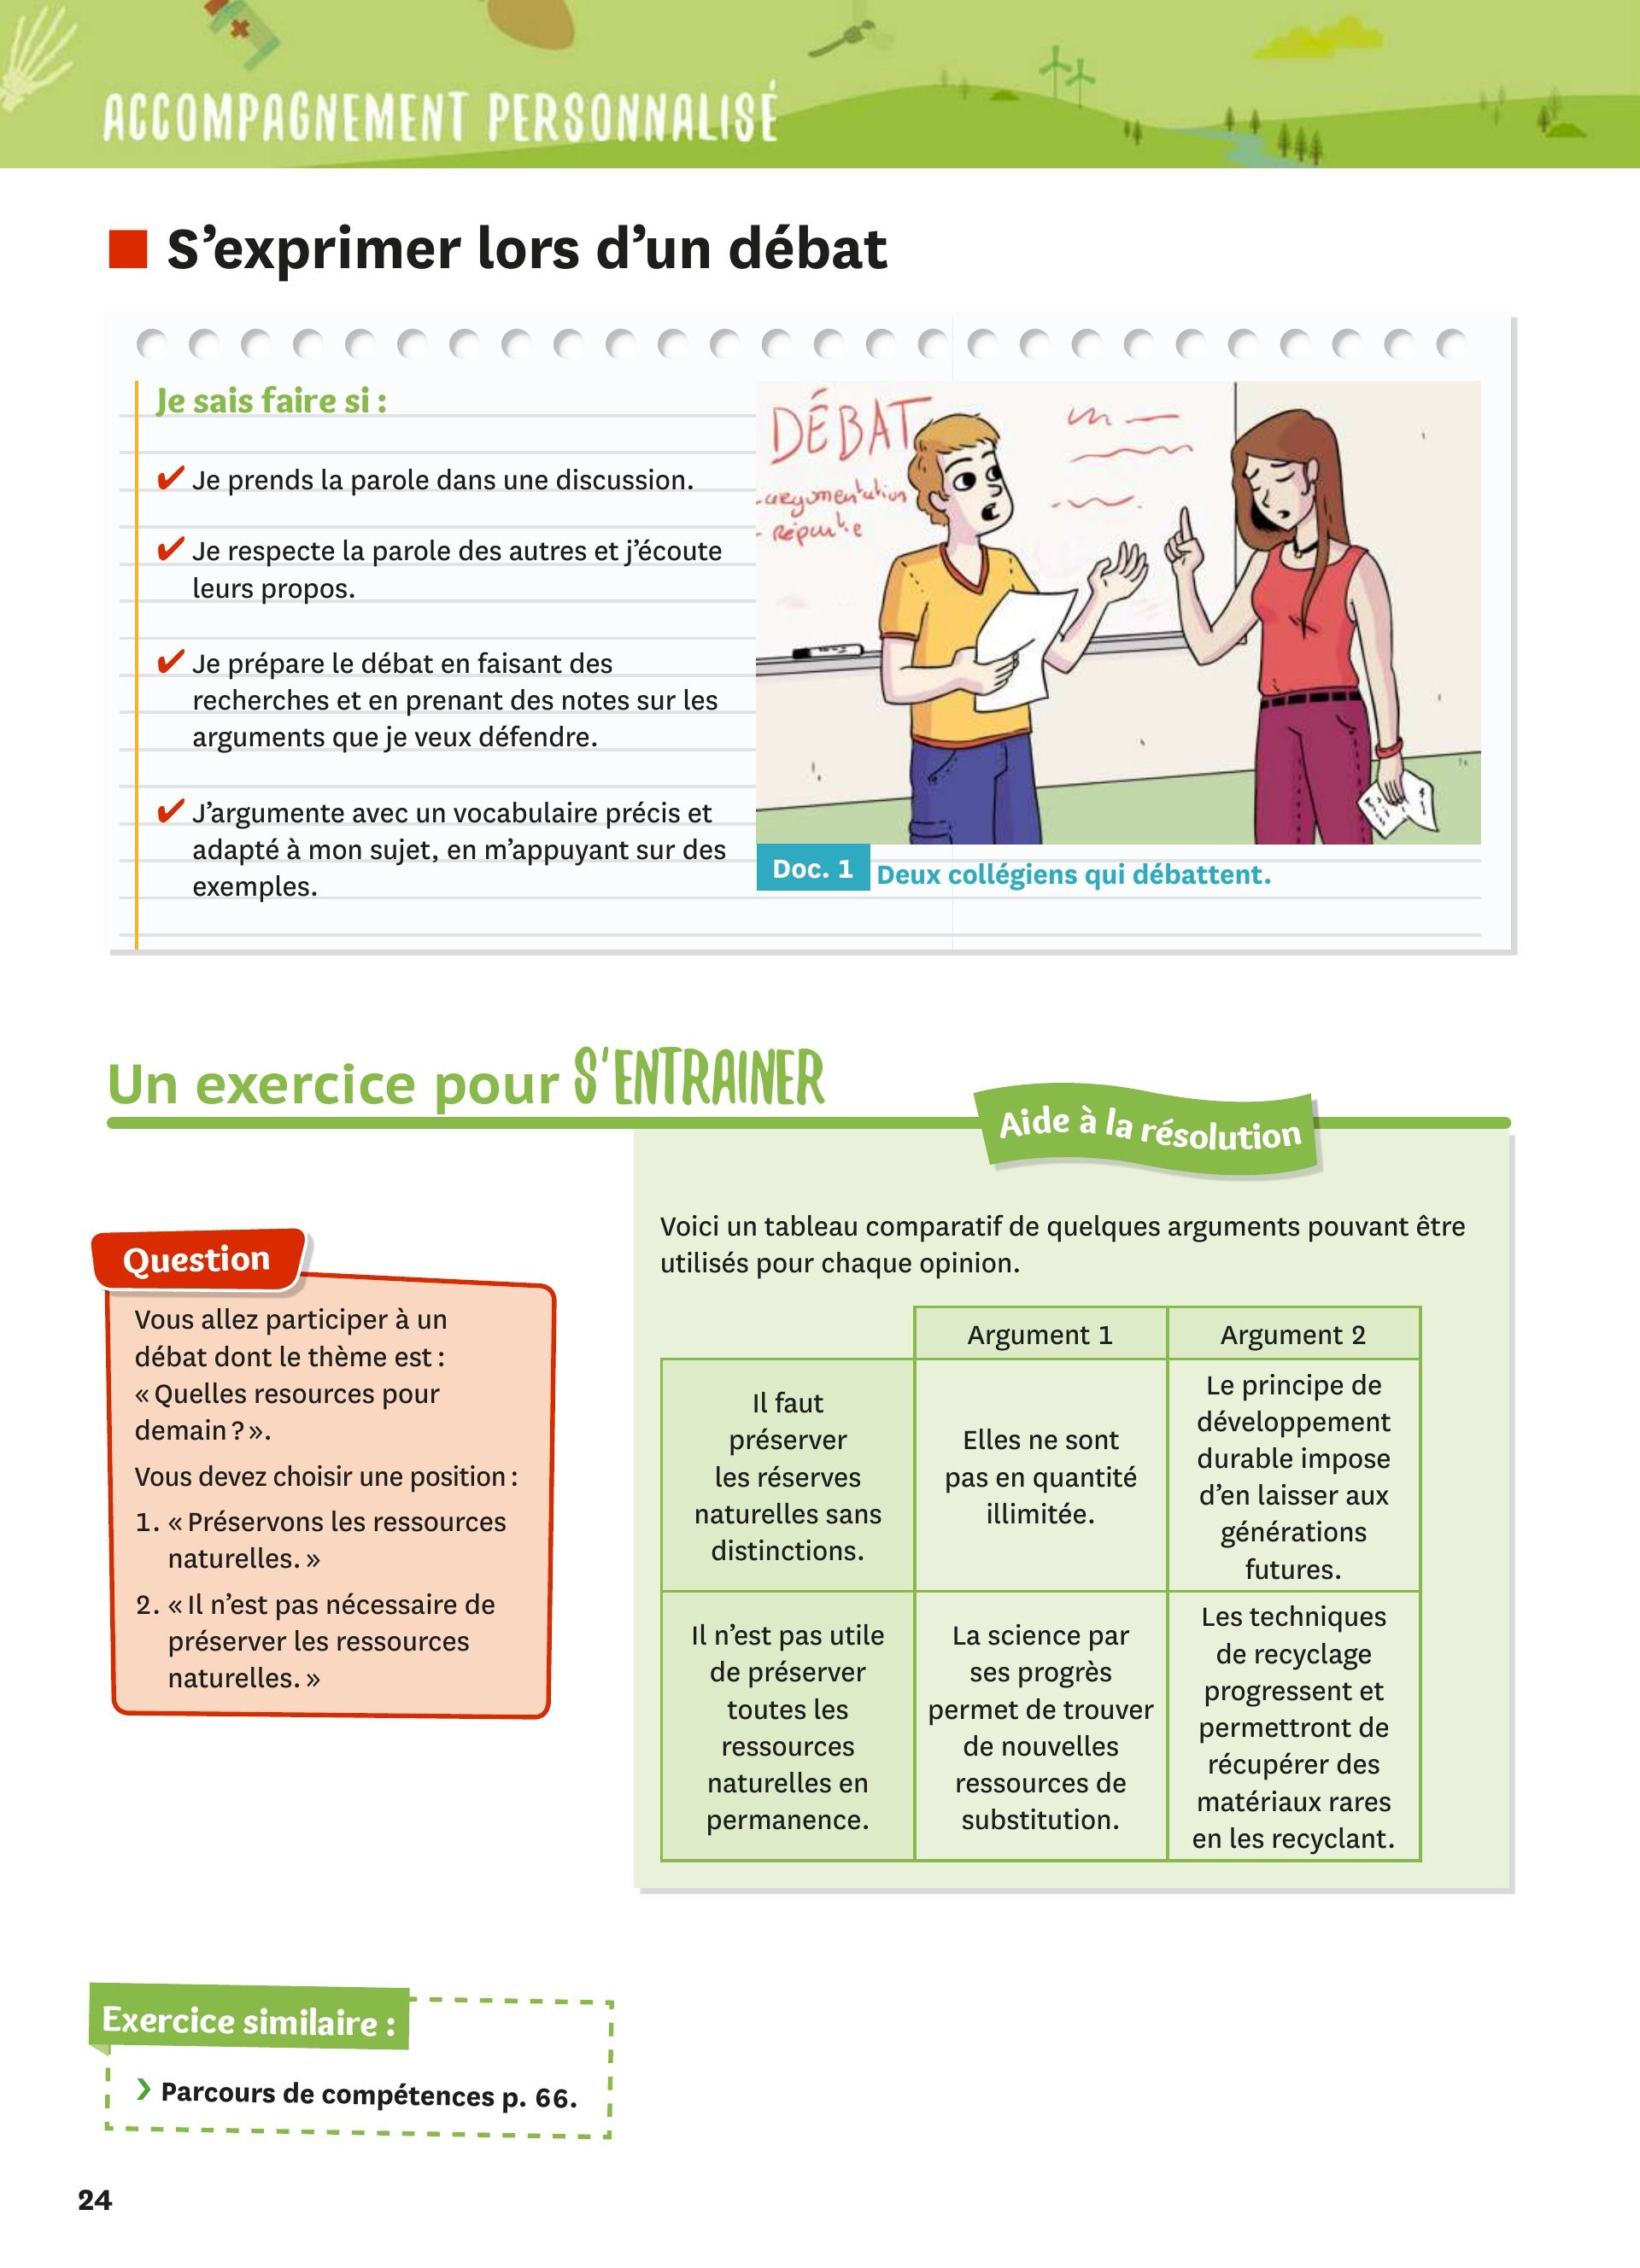 ACCOMPAGNEMENT PERSONNALISÉ
S’exprimer lors d’un débat
Je sais faire si :
✔ Je prends la parole dans une discussion.
✔ Je respecte la parole des autres et j’écoute
leurs propos.
✔ Je prépare le débat en faisant des
recherches et en prenant des notes sur les
arguments que je veux défendre.
✔ J’argumente avec un vocabulaire précis et
adapté à mon sujet, en m’appuyant sur des
exemples.
DÉBAT
- argumentation
Doc. 1 Deux collégiens qui débattent.
Un exercice pour S’ENTRAINER
Question
Vous allez participer à un
débat dont le thème est :
« Quelles resources pour
demain ? ».
Vous devez choisir une position :
1. « Préservons les ressources
naturelles. »
2. « Il n’est pas nécessaire de
préserver les ressources
naturelles. »
Aide à la résolution
Voici un tableau comparatif de quelques arguments pouvant être
utilisés pour chaque opinion.
Argument 1
Argument 2
Il faut
préserver
les réserves
naturelles sans
distinctions.
Elles ne sont
pas en quantité
illimitée.
Le principe de
développement
durable impose
d’en laisser aux
générations
futures.
Il n’est pas utile
de préserver
toutes les
ressources
naturelles en
permanence.
La science par
ses progrès
permet de trouver
de nouvelles
ressources de
substitution.
Les techniques
de recyclage
progressent et
permettront de
récupérer des
matériaux rares
en les recyclant.
Exercice similaire :
› Parcours de compétences p. 66.
24